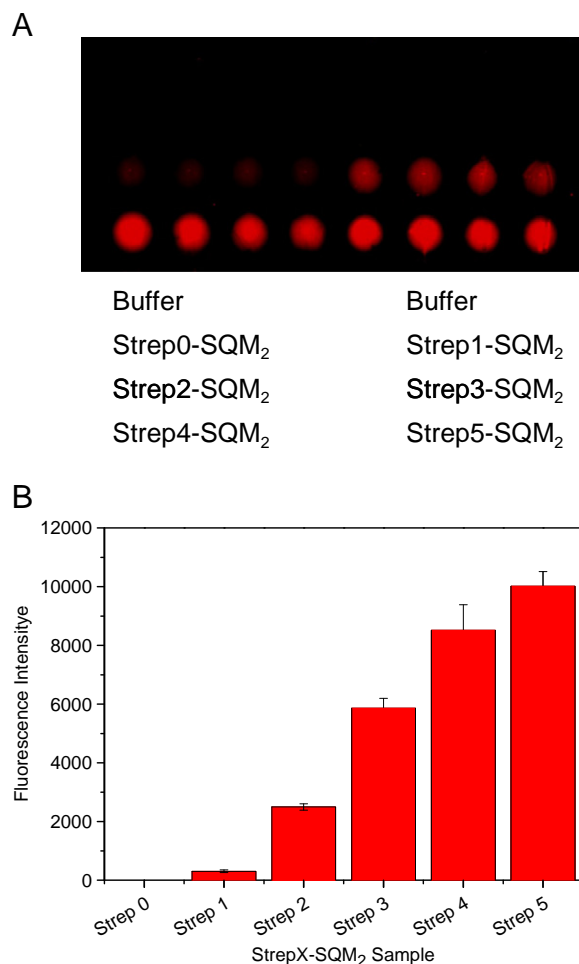 A
Buffer Buffer
Strep0-SQM₂ Strep1-SQM₂
Strep2-SQM₂ Strep3-SQM₂
Strep4-SQM₂ Strep5-SQM₂
B
12000
10000
8000
6000
4000
2000
0
Fluorescence Intensitye
Strep 0 Strep 1 Strep 2 Strep 3 Strep 4 Strep 5
StrepX-SQM₂ Sample